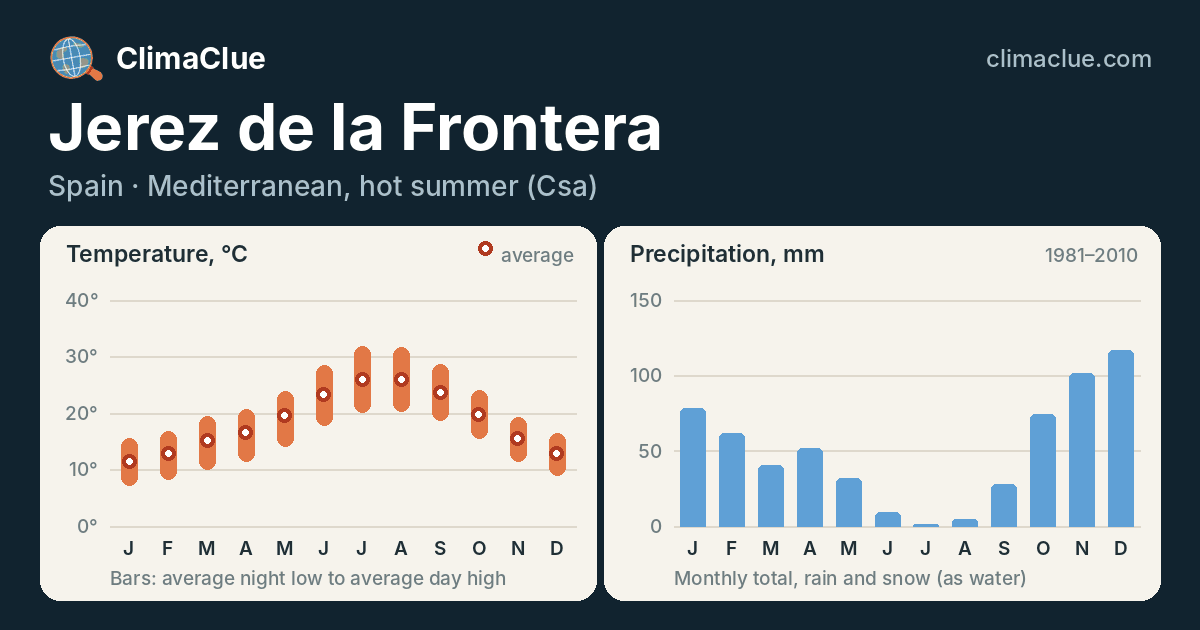 ClimaClue
climaclue.com
Jerez de la Frontera
Spain · Mediterranean, hot summer (Csa)
Temperature, °C
average
40°
30°
20°
10°
0°
J F M A M J J A S O N D
Bars: average night low to average day high
Precipitation, mm
1981–2010
150
100
50
0
J F M A M J J A S O N D
Monthly total, rain and snow (as water)